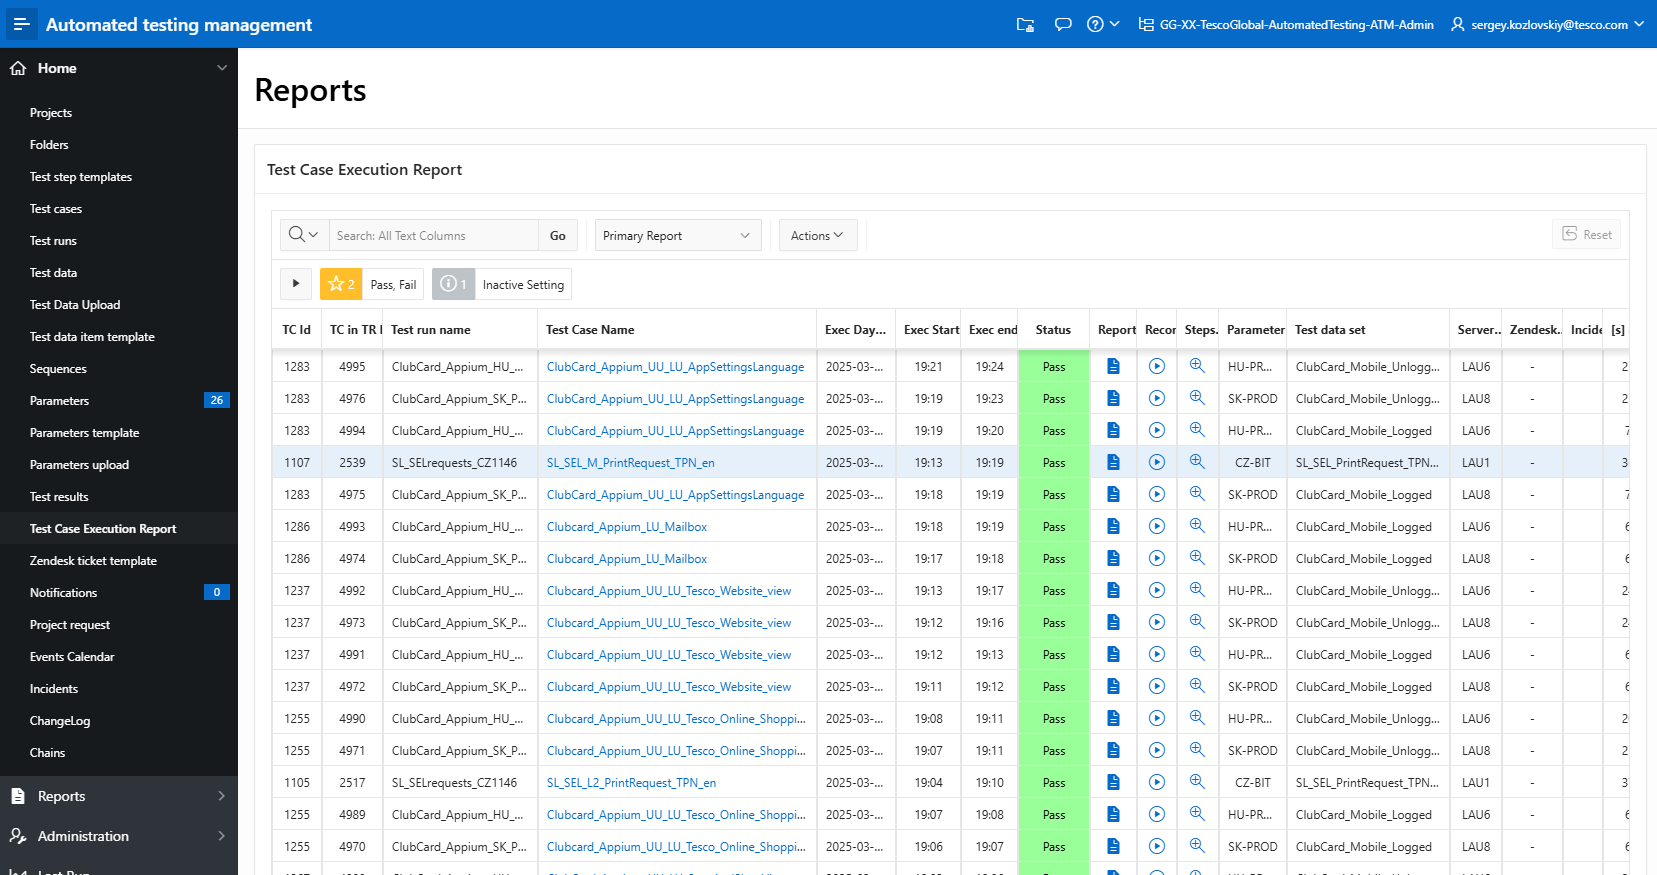 Automated testing management
GG-XX-TescoGlobal-AutomatedTesting-ATM-Admin
sergey.kozlovskiy@tesco.com
Home
Projects
Folders
Test step templates
Test cases
Test runs
Test data
Test Data Upload
Test data item template
Sequences
Parameters 26
Parameters template
Parameters upload
Test results
Test Case Execution Report
Zendesk ticket template
Notifications 0
Project request
Events Calendar
Incidents
ChangeLog
Chains
Reports
Administration
Reports
Test Case Execution Report
Search: All Text Columns Go Primary Report Actions Reset
2 Pass, Fail 1 Inactive Setting
TC Id TC in TR Test run name Test Case Name Exec Day... Exec Start Exec end Status Report Recor Steps. Parameter Test data set Server.. Zendesk. Incide [s]
1283 4995 ClubCard_Appium_HU_... ClubCard_Appium_UU_LU_AppSettingsLanguage 2025-03-... 19:21 19:24 Pass HU-PR... ClubCard_Mobile_Unlogg... LAU6 - 2
1283 4976 ClubCard_Appium_SK_P... ClubCard_Appium_UU_LU_AppSettingsLanguage 2025-03-... 19:19 19:23 Pass SK-PROD ClubCard_Mobile_Unlogg... LAU8 - 2
1283 4994 ClubCard_Appium_HU_... ClubCard_Appium_UU_LU_AppSettingsLanguage 2025-03-... 19:19 19:20 Pass HU-PR... ClubCard_Mobile_Logged LAU6 - 7
1107 2539 SL_SELrequests_CZ1146 SL_SEL_M_PrintRequest_TPN_en 2025-03-... 19:13 19:19 Pass CZ-BIT SL_SEL_PrintRequest_TPN... LAU1 - 3
1283 4975 ClubCard_Appium_SK_P... ClubCard_Appium_UU_LU_AppSettingsLanguage 2025-03-... 19:18 19:19 Pass SK-PROD ClubCard_Mobile_Logged LAU8 - 7
1286 4993 ClubCard_Appium_HU_... Clubcard_Appium_LU_Mailbox 2025-03-... 19:18 19:19 Pass HU-PR... ClubCard_Mobile_Logged LAU6 - 6
1286 4974 ClubCard_Appium_SK_P... Clubcard_Appium_LU_Mailbox 2025-03-... 19:17 19:18 Pass SK-PROD ClubCard_Mobile_Logged LAU8 - 6
1237 4992 ClubCard_Appium_HU_... Clubcard_Appium_UU_LU_Tesco_Website_view 2025-03-... 19:13 19:17 Pass HU-PR... ClubCard_Mobile_Unlogg... LAU6 - 2
1237 4973 ClubCard_Appium_SK_P... Clubcard_Appium_UU_LU_Tesco_Website_view 2025-03-... 19:12 19:16 Pass SK-PROD ClubCard_Mobile_Unlogg... LAU8 - 2
1237 4991 ClubCard_Appium_HU_... Clubcard_Appium_UU_LU_Tesco_Website_view 2025-03-... 19:12 19:13 Pass HU-PR... ClubCard_Mobile_Logged LAU6 - 6
1237 4972 ClubCard_Appium_SK_P... Clubcard_Appium_UU_LU_Tesco_Website_view 2025-03-... 19:11 19:12 Pass SK-PROD ClubCard_Mobile_Logged LAU8 - 6
1255 4990 ClubCard_Appium_HU_... Clubcard_Appium_UU_LU_Tesco_Online_Shoppi... 2025-03-... 19:08 19:11 Pass HU-PR... ClubCard_Mobile_Unlogg... LAU6 - 2
1255 4971 ClubCard_Appium_SK_P... Clubcard_Appium_UU_LU_Tesco_Online_Shoppi... 2025-03-... 19:07 19:11 Pass SK-PROD ClubCard_Mobile_Unlogg... LAU8 - 2
1105 2517 SL_SELrequests_CZ1146 SL_SEL_L2_PrintRequest_TPN_en 2025-03-... 19:04 19:10 Pass CZ-BIT SL_SEL_PrintRequest_TPN... LAU1 - 3
1255 4989 ClubCard_Appium_HU_... Clubcard_Appium_UU_LU_Tesco_Online_Shoppi... 2025-03-... 19:07 19:08 Pass HU-PR... ClubCard_Mobile_Logged LAU6 - 6
1255 4970 ClubCard_Appium_SK_P... Clubcard_Appium_UU_LU_Tesco_Online_Shoppi... 2025-03-... 19:06 19:07 Pass SK-PROD ClubCard_Mobile_Logged LAU8 - 6